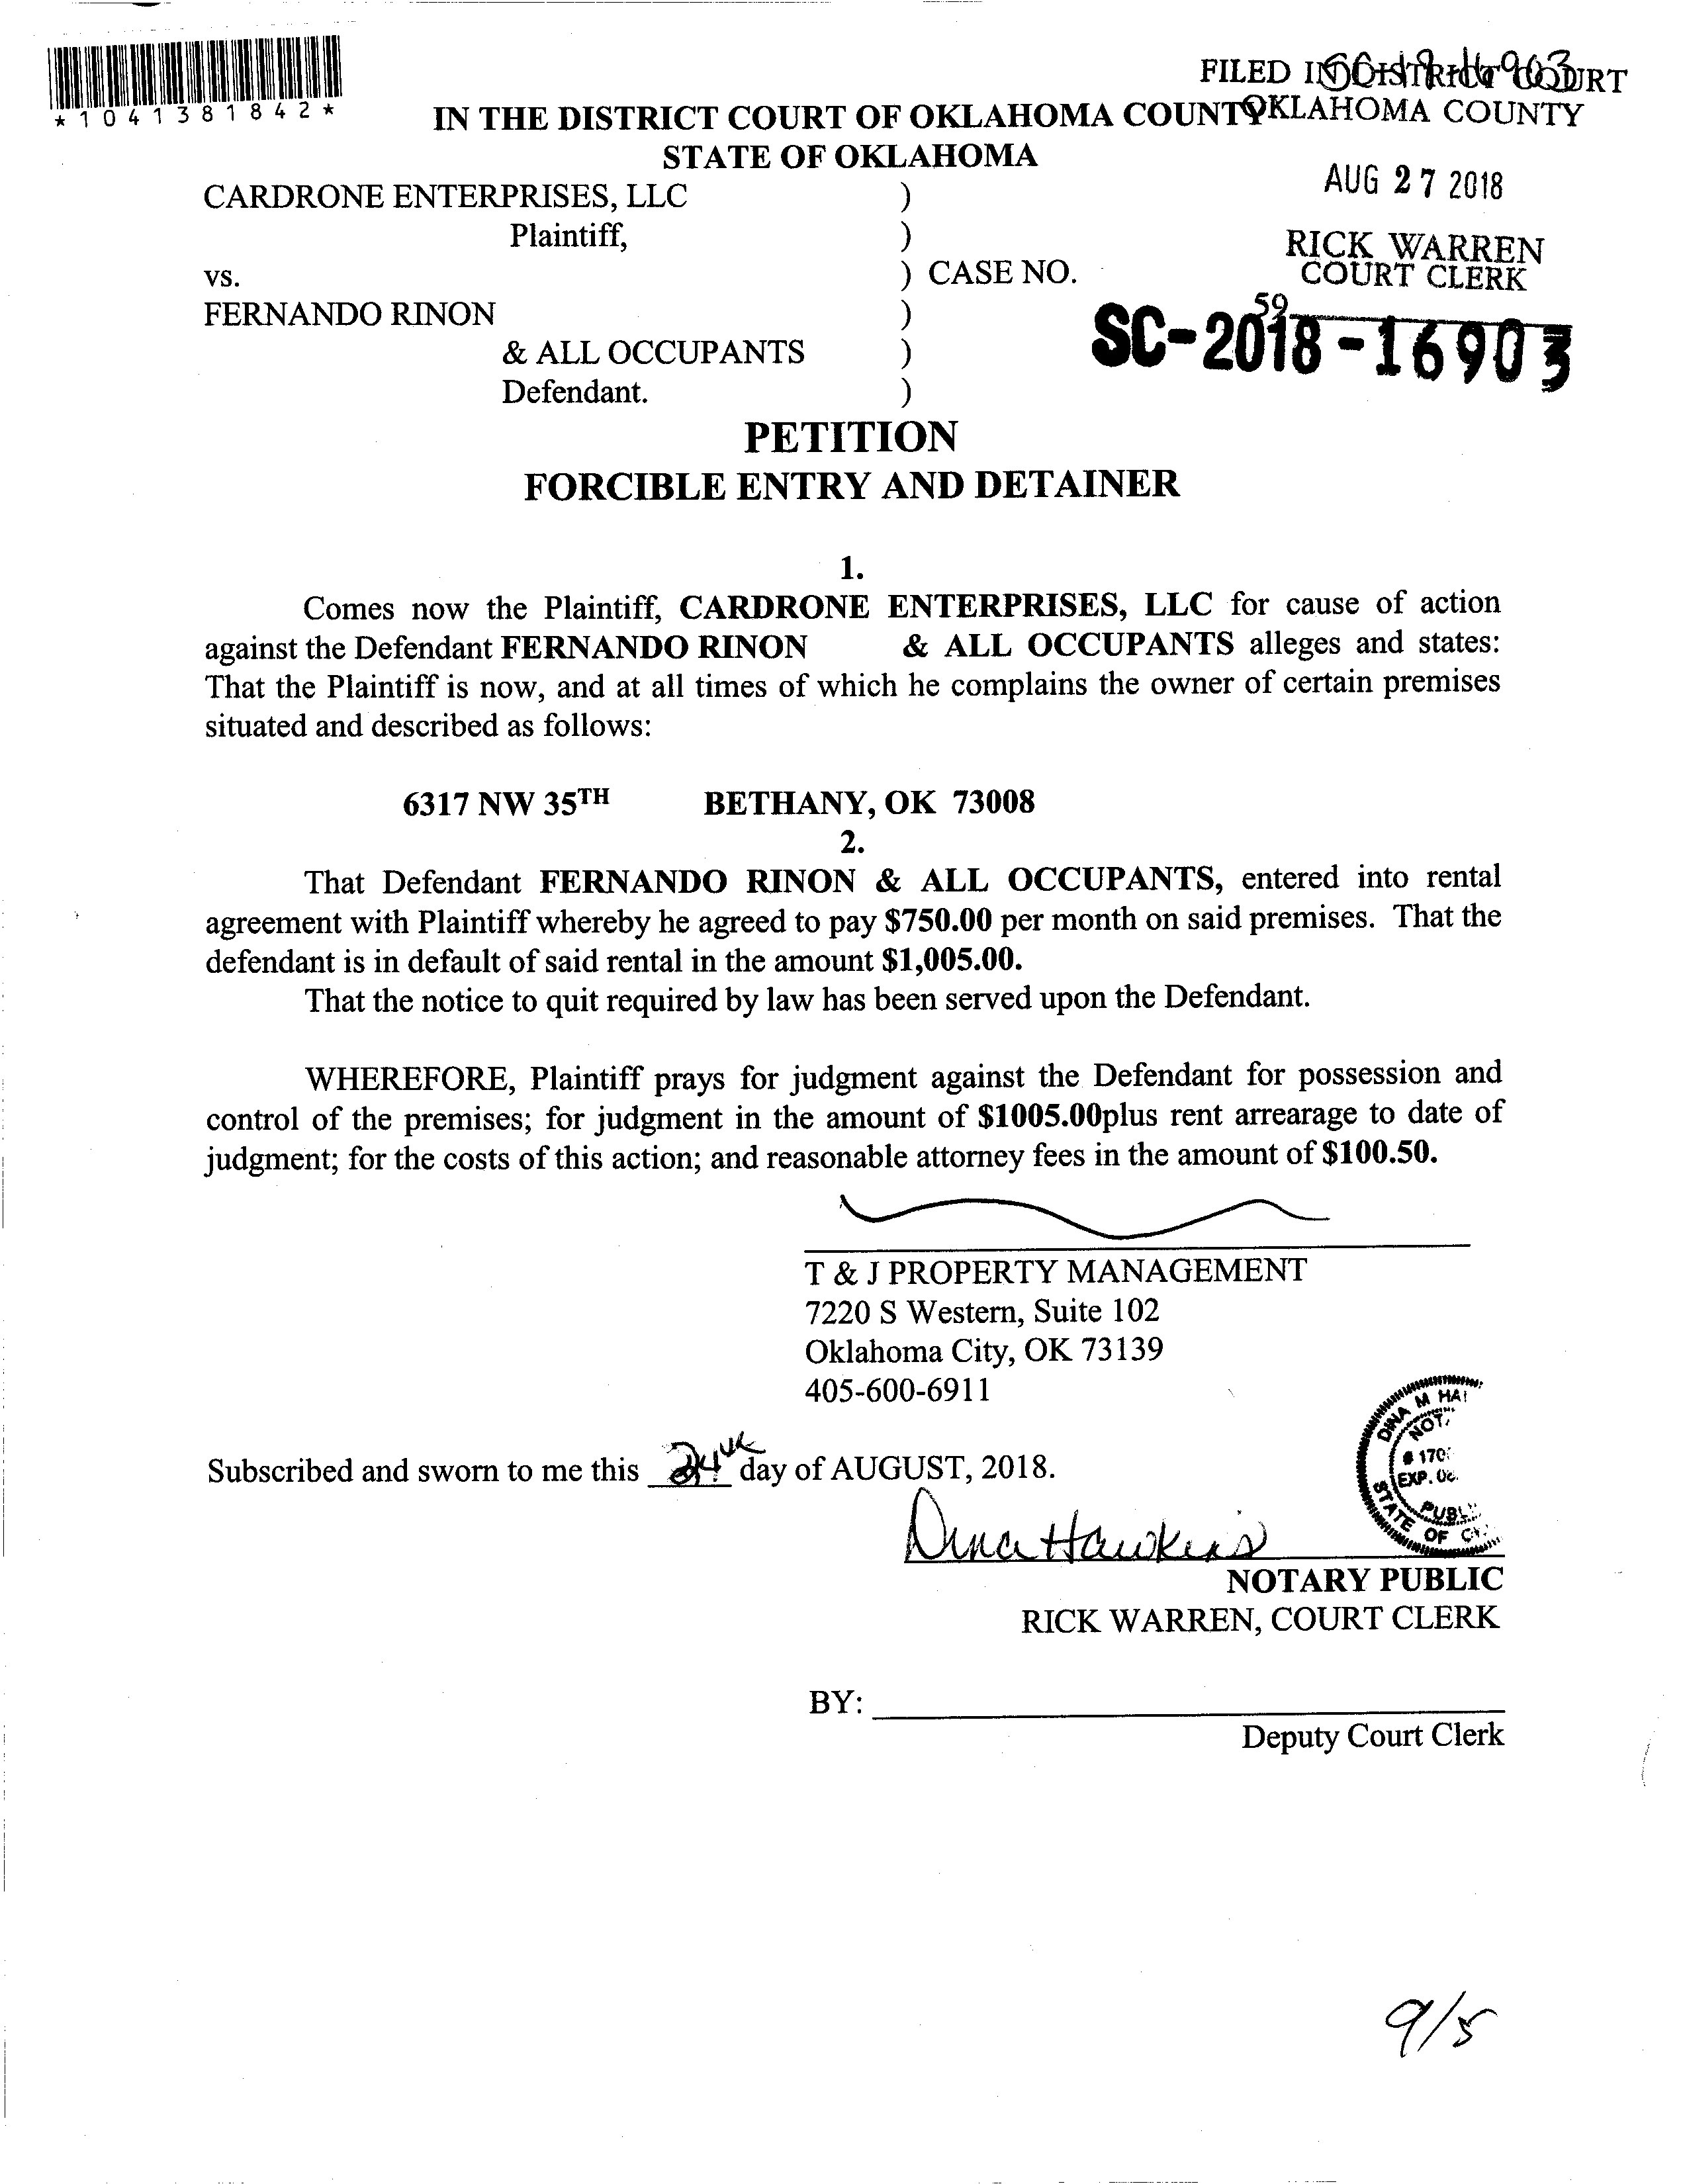 *1041381842*
SC-18-16903
FILED IN DISTRICT COURT
OKLAHOMA COUNTY
IN THE DISTRICT COURT OF OKLAHOMA COUNTY
STATE OF OKLAHOMA
AUG 27 2018
CARDRONE ENTERPRISES, LLC )
Plaintiff, )
RICK WARREN
COURT CLERK
vs. ) CASE NO.
59
FERNANDO RINON )
SC-2018-16903
& ALL OCCUPANTS )
Defendant. )
PETITION
FORCIBLE ENTRY AND DETAINER
1.
Comes now the Plaintiff, CARDRONE ENTERPRISES, LLC for cause of action
against the Defendant FERNANDO RINON & ALL OCCUPANTS alleges and states:
That the Plaintiff is now, and at all times of which he complains the owner of certain premises
situated and described as follows:
6317 NW 35TH BETHANY, OK 73008
2.
That Defendant FERNANDO RINON & ALL OCCUPANTS, entered into rental
agreement with Plaintiff whereby he agreed to pay $750.00 per month on said premises. That the
defendant is in default of said rental in the amount $1,005.00.
That the notice to quit required by law has been served upon the Defendant.
WHEREFORE, Plaintiff prays for judgment against the Defendant for possession and
control of the premises; for judgment in the amount of $1005.00plus rent arrearage to date of
judgment; for the costs of this action; and reasonable attorney fees in the amount of $100.50.
T & J PROPERTY MANAGEMENT
7220 S Western, Suite 102
Oklahoma City, OK 73139
405-600-6911
DINA M HA
NOT
# 170
EXP. 0
PUBL
STATE OF
Subscribed and sworn to me this 24th day of AUGUST, 2018.
Dina Hawkins
NOTARY PUBLIC
RICK WARREN, COURT CLERK
BY:
Deputy Court Clerk
9/5